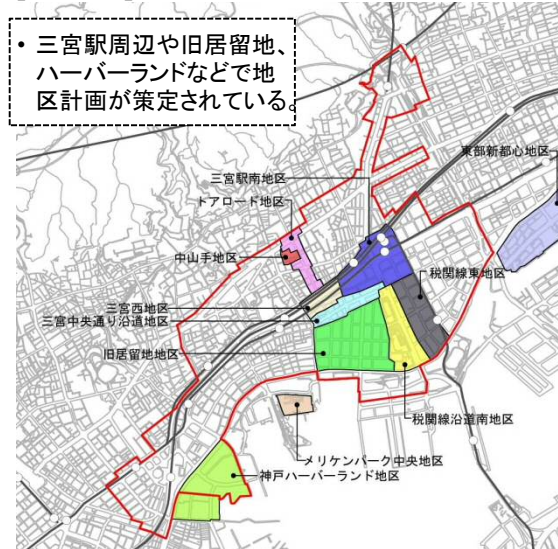 • 三宮駅周辺や旧居留地、
ハーバーランドなどで地
区計画が策定されている。
東部新都心地区
三宮駅南地区
トアロード地区
中山手地区
税関線東地区
三宮西地区
三宮中央通り沿道地区
旧居留地地区
税関線沿道南地区
メリケンパーク中央地区
神戸ハーバーランド地区